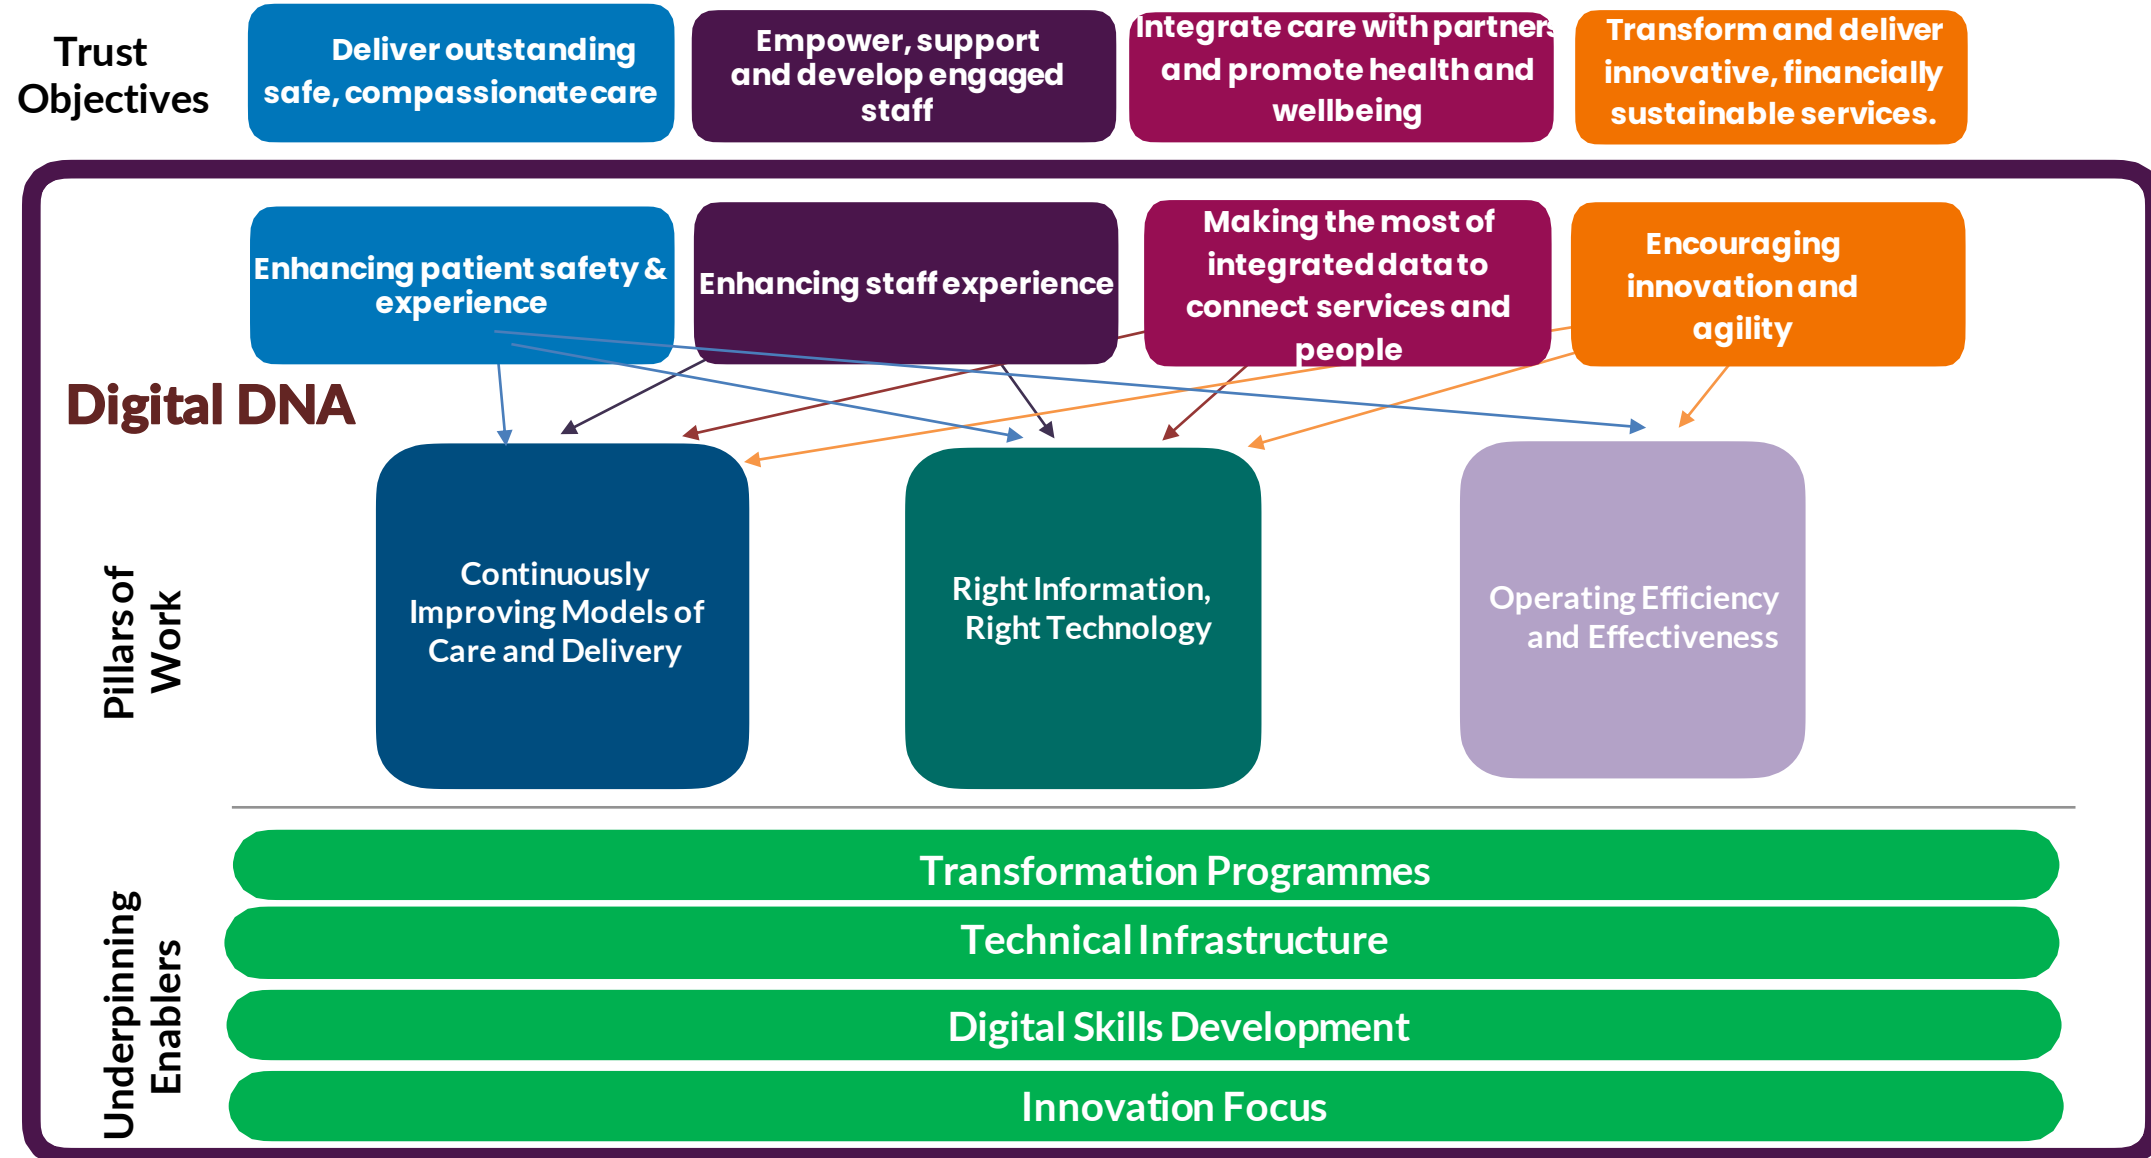 Trust
Objectives
Deliver outstanding
safe, compassionate care
Empower, support
and develop engaged
staff
Integrate care with partners
and promote health and
wellbeing
Transform and deliver
innovative, financially
sustainable services.
Enhancing patient safety &
experience
Enhancing staff experience
Making the most of
integrated data to
connect services and
people
Encouraging
innovation and
agility
Digital DNA
Pillars of
Work
Continuously
Improving Models of
Care and Delivery
Right Information,
Right Technology
Operating Efficiency
and Effectiveness
Underpinning
Enablers
Transformation Programmes
Technical Infrastructure
Digital Skills Development
Innovation Focus